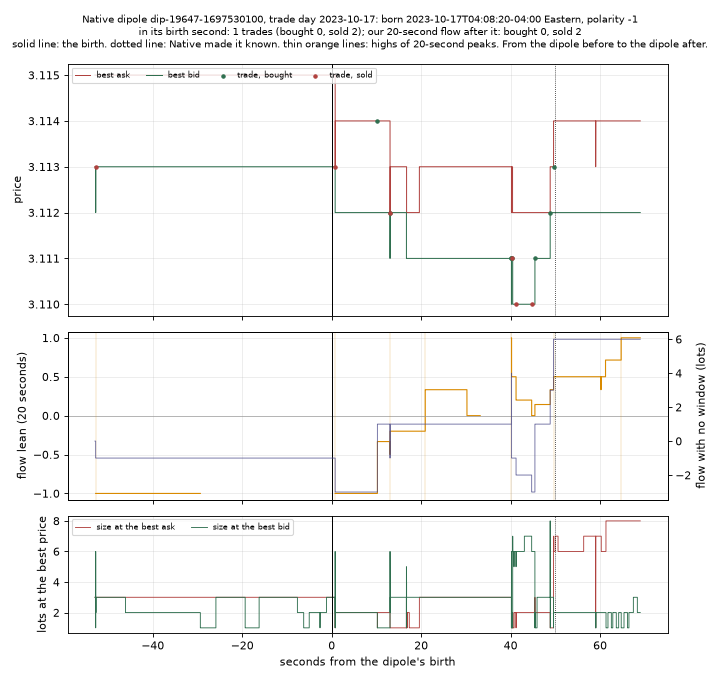 Native dipole dip-19647-1697530100, trade day 2023-10-17: born 2023-10-17T04:08:20-04:00 Eastern, polarity -1
in its birth second: 1 trades (bought 0, sold 2); our 20-second flow after it: bought 0, sold 2
solid line: the birth. dotted line: Native made it known. thin orange lines: highs of 20-second peaks. From the dipole before to the dipole after.
best ask
best bid
trade, bought
trade, sold
3.115
3.114
3.113
3.112
3.111
3.110
price
1.0
0.5
0.0
−0.5
−1.0
flow lean (20 seconds)
6
4
2
0
−2
flow with no window (lots)
size at the best ask
size at the best bid
8
6
4
2
lots at the best price
−40
−20
0
20
40
60
seconds from the dipole's birth